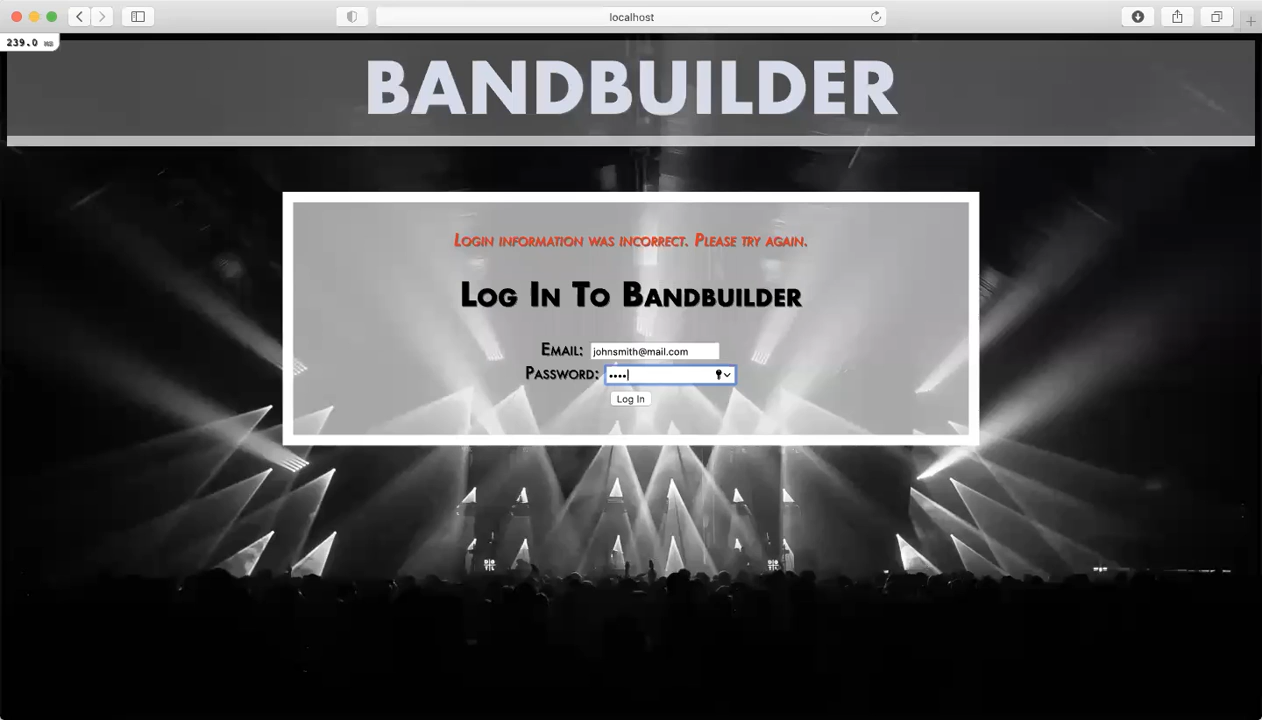 localhost
239.0 MS
BANDBUILDER
Login information was incorrect. Please try again.
Log In To Bandbuilder
Email: johnsmith@mail.com
Password: ••••
Log In